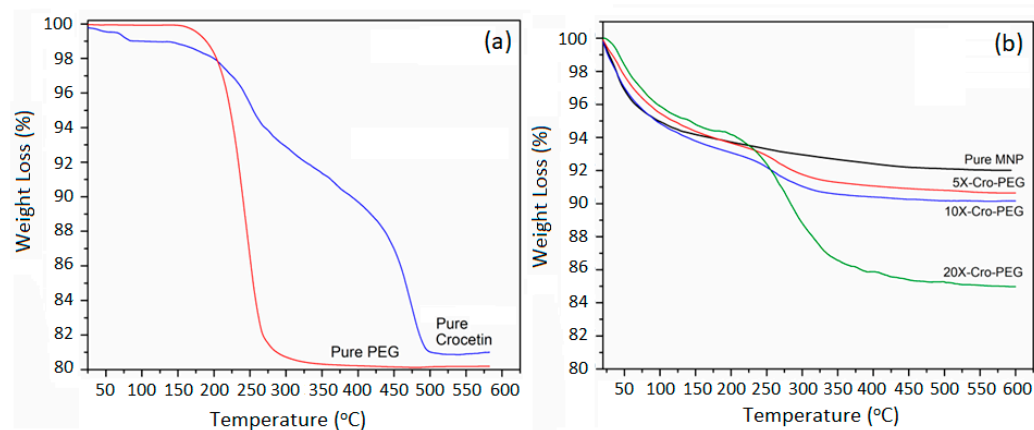 (a)
100
98
96
94
92
90
88
86
84
82
80
Weight Loss (%)
Pure PEG
Pure
Crocetin
50 100 150 200 250 300 350 400 450 500 550 600
Temperature (°C)
(b)
100
98
96
94
92
90
88
86
84
82
80
Weight Loss (%)
Pure MNP
5X-Cro-PEG
10X-Cro-PEG
20X-Cro-PEG
50 100 150 200 250 300 350 400 450 500 550 600
Temperature (°C)